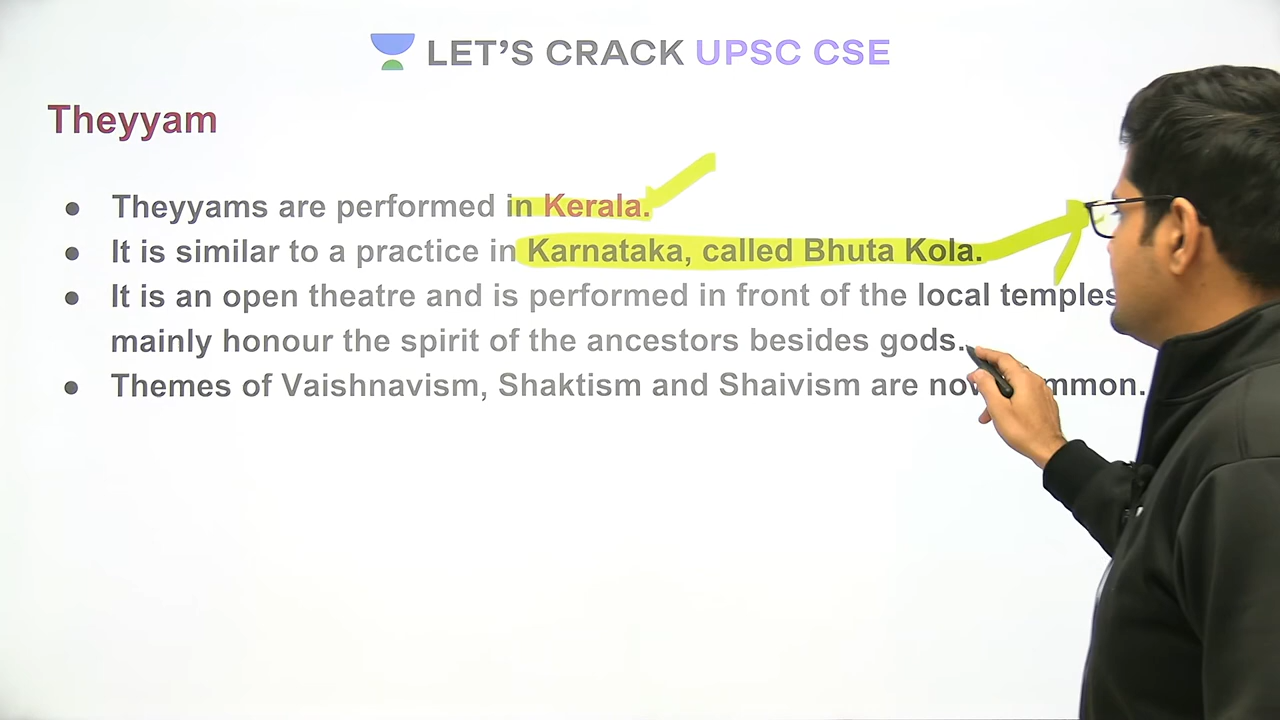 LET'S CRACK UPSC CSE
Theyyam
● Theyyams are performed in Kerala.
● It is similar to a practice in Karnataka, called Bhuta Kola.
● It is an open theatre and is performed in front of the local temples
mainly honour the spirit of the ancestors besides gods.
● Themes of Vaishnavism, Shaktism and Shaivism are now common.